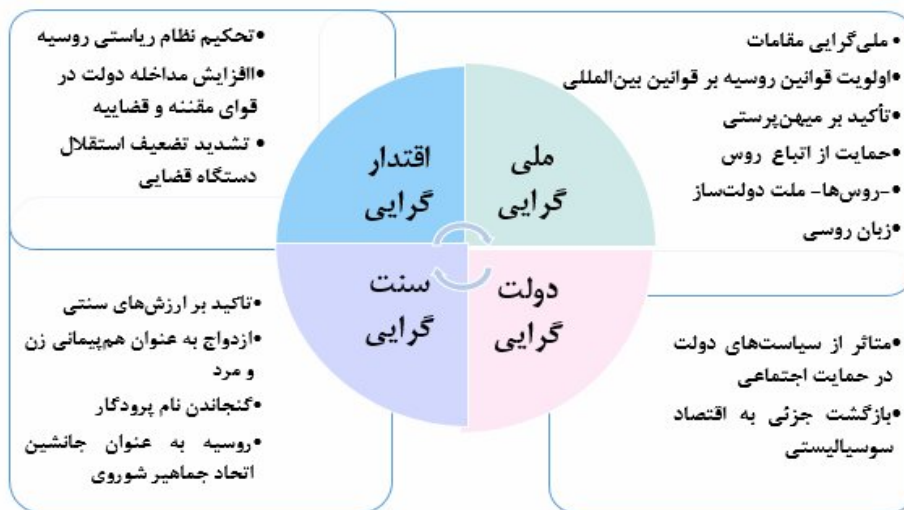 •ملی‌گرایی مقامات
•اولویت قوانین روسیه بر قوانین بین‌المللی
•تأکید بر میهن‌پرستی
•حمایت از اتباع روس
•-روس‌ها- ملت دولت‌ساز
•زبان روسی
•تحکیم نظام ریاستی روسیه
•اافزایش مداخله دولت در
قوای مقننه و قضاییه
• تشدید تضعیف استقلال
دستگاه قضایی
ملی
گرایی
اقتدار
گرایی
دولت
گرایی
سنت
گرایی
•متاثر از سیاست‌های دولت
در حمایت اجتماعی
•بازگشت جزئی به اقتصاد
سوسیالیستی
•تاکید بر ارزش‌های سنتی
•ازدواج به عنوان هم‌پیمانی زن
و مرد
•گنجاندن نام پرودگار
•روسیه به عنوان جانشین
اتحاد جماهیر شوروی